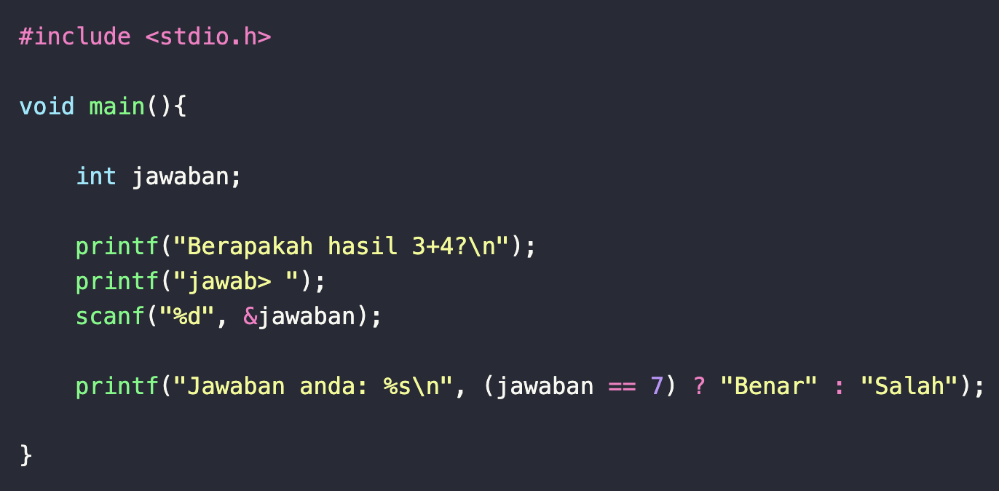 #include <stdio.h>
void main(){
    int jawaban;
    printf("Berapakah hasil 3+4?\n");
    printf("jawab> ");
    scanf("%d", &jawaban);
    printf("Jawaban anda: %s\n", (jawaban == 7) ? "Benar" : "Salah");
}